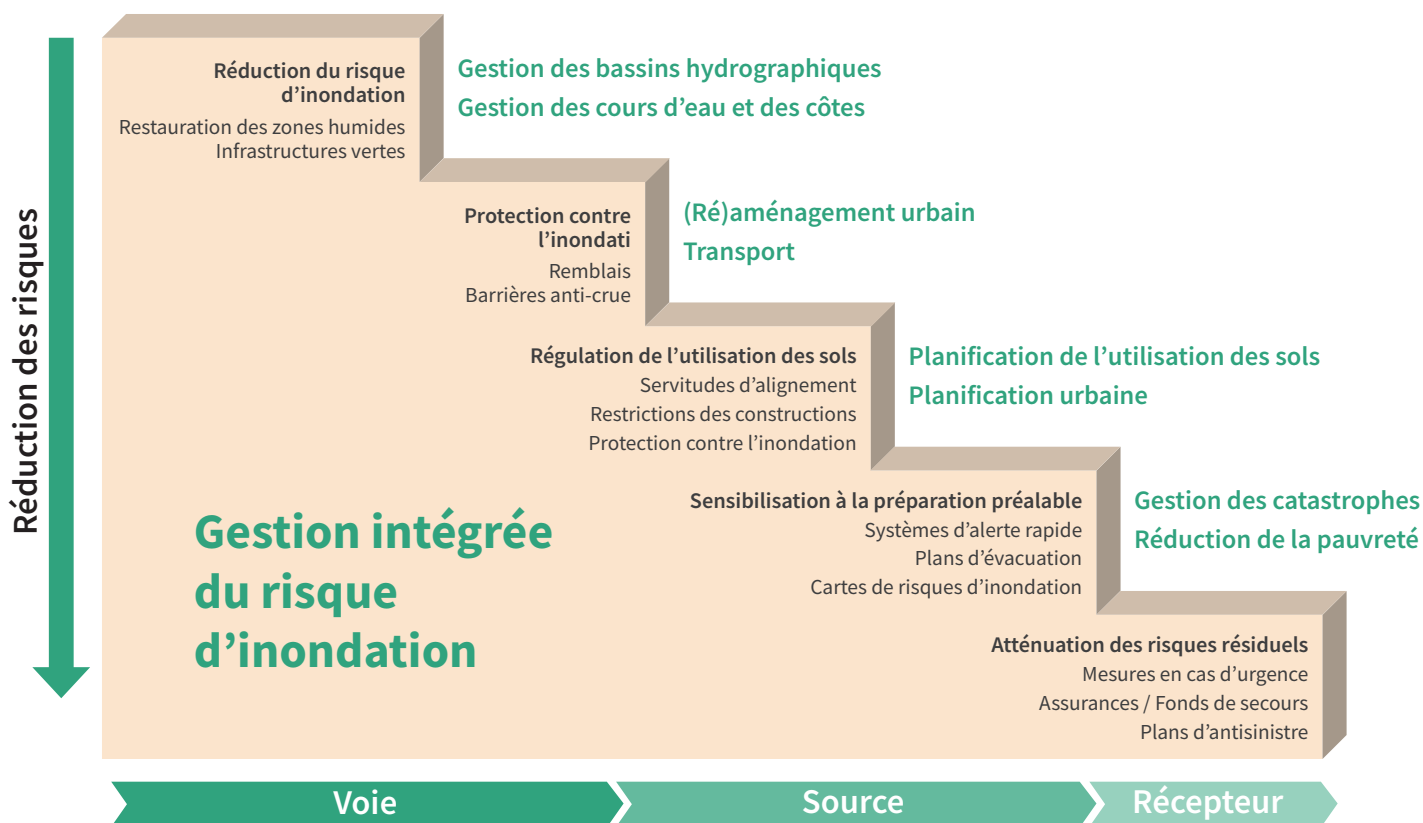 Réduction des risques
Réduction du risque
d’inondation
Restauration des zones humides
Infrastructures vertes
Gestion des bassins hydrographiques
Gestion des cours d’eau et des côtes
Protection contre
l’inondati
Remblais
Barrières anti-crue
(Ré)aménagement urbain
Transport
Régulation de l’utilisation des sols
Servitudes d’alignement
Restrictions des constructions
Protection contre l’inondation
Planification de l’utilisation des sols
Planification urbaine
Sensibilisation à la préparation préalable
Systèmes d’alerte rapide
Plans d’évacuation
Cartes de risques d’inondation
Gestion des catastrophes
Réduction de la pauvreté
Atténuation des risques résiduels
Mesures en cas d’urgence
Assurances / Fonds de secours
Plans d’antisinistre
Gestion intégrée
du risque
d’inondation
Voie
Source
Récepteur